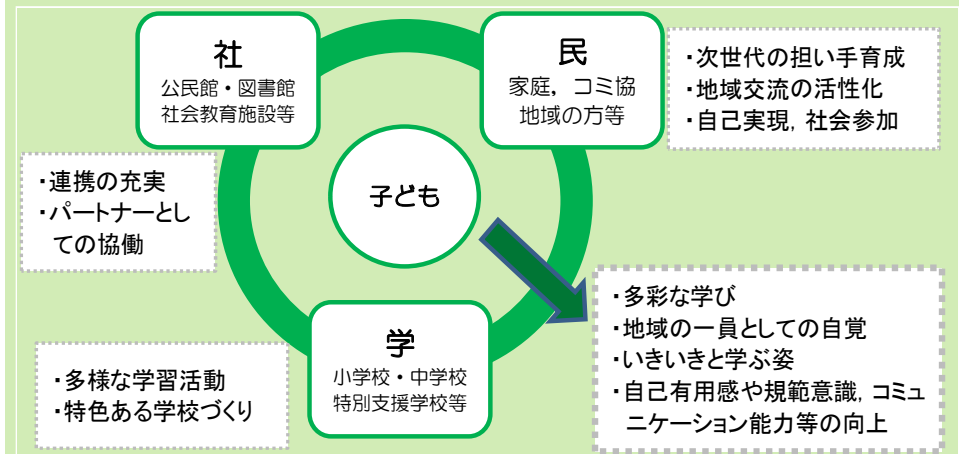 社
公民館・図書館
社会教育施設等
民
家庭，コミ協
地域の方等
・次世代の担い手育成
・地域交流の活性化
・自己実現，社会参加
・連携の充実
・パートナーとし
ての協働
子ども
学
小学校・中学校
特別支援学校等
・多様な学習活動
・特色ある学校づくり
・多彩な学び
・地域の一員としての自覚
・いきいきと学ぶ姿
・自己有用感や規範意識，コミュ
ニケーション能力等の向上